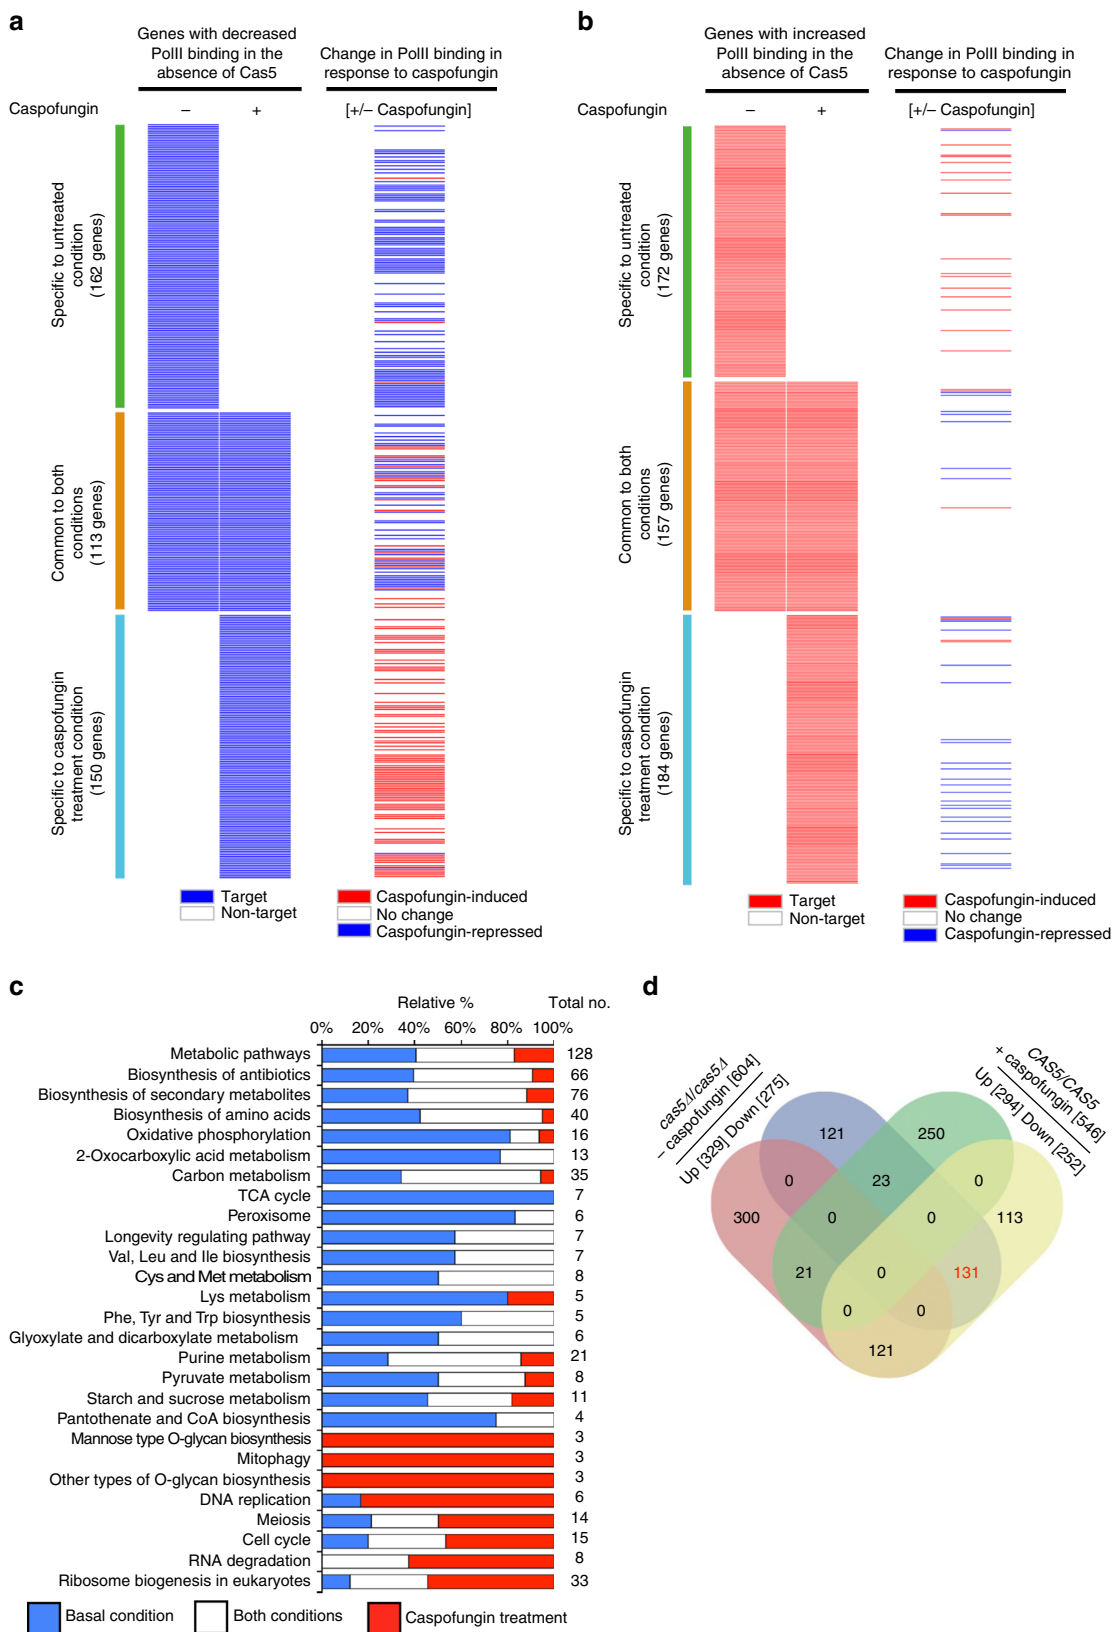 a
Genes with decreased
PolII binding in the
absence of Cas5
Change in PolII binding in
response to caspofungin
Caspofungin
–
+
[+/– Caspofungin]
Specific to untreated
condition
(162 genes)
Common to both
conditions
(113 genes)
Specific to caspofungin
treatment condition
(150 genes)
Target
Non-target
Caspofungin-induced
No change
Caspofungin-repressed
b
Genes with increased
PolII binding in the
absence of Cas5
Change in PolII binding in
response to caspofungin
Caspofungin
–
+
[+/– Caspofungin]
Specific to untreated
condition
(172 genes)
Common to both
conditions
(157 genes)
Specific to caspofungin
treatment condition
(184 genes)
Target
Non-target
Caspofungin-induced
No change
Caspofungin-repressed
c
Relative %
Total no.
0% 20% 40% 60% 80% 100%
Metabolic pathways 128
Biosynthesis of antibiotics 66
Biosynthesis of secondary metabolites 76
Biosynthesis of amino acids 40
Oxidative phosphorylation 16
2-Oxocarboxylic acid metabolism 13
Carbon metabolism 35
TCA cycle 7
Peroxisome 6
Longevity regulating pathway 7
Val, Leu and Ile biosynthesis 7
Cys and Met metabolism 8
Lys metabolism 5
Phe, Tyr and Trp biosynthesis 5
Glyoxylate and dicarboxylate metabolism 6
Purine metabolism 21
Pyruvate metabolism 8
Starch and sucrose metabolism 11
Pantothenate and CoA biosynthesis 4
Mannose type O-glycan biosynthesis 3
Mitophagy 3
Other types of O-glycan biosynthesis 3
DNA replication 6
Meiosis 14
Cell cycle 15
RNA degradation 8
Ribosome biogenesis in eukaryotes 33
Basal condition
Both conditions
Caspofungin treatment
d
cas5Δ/cas5Δ
– caspofungin [604]
Up [329] Down [275]
CAS5/CAS5
+ caspofungin [546]
Up [294] Down [252]
121
250
0
23
0
300
0
0
113
21
0
131
0
0
121